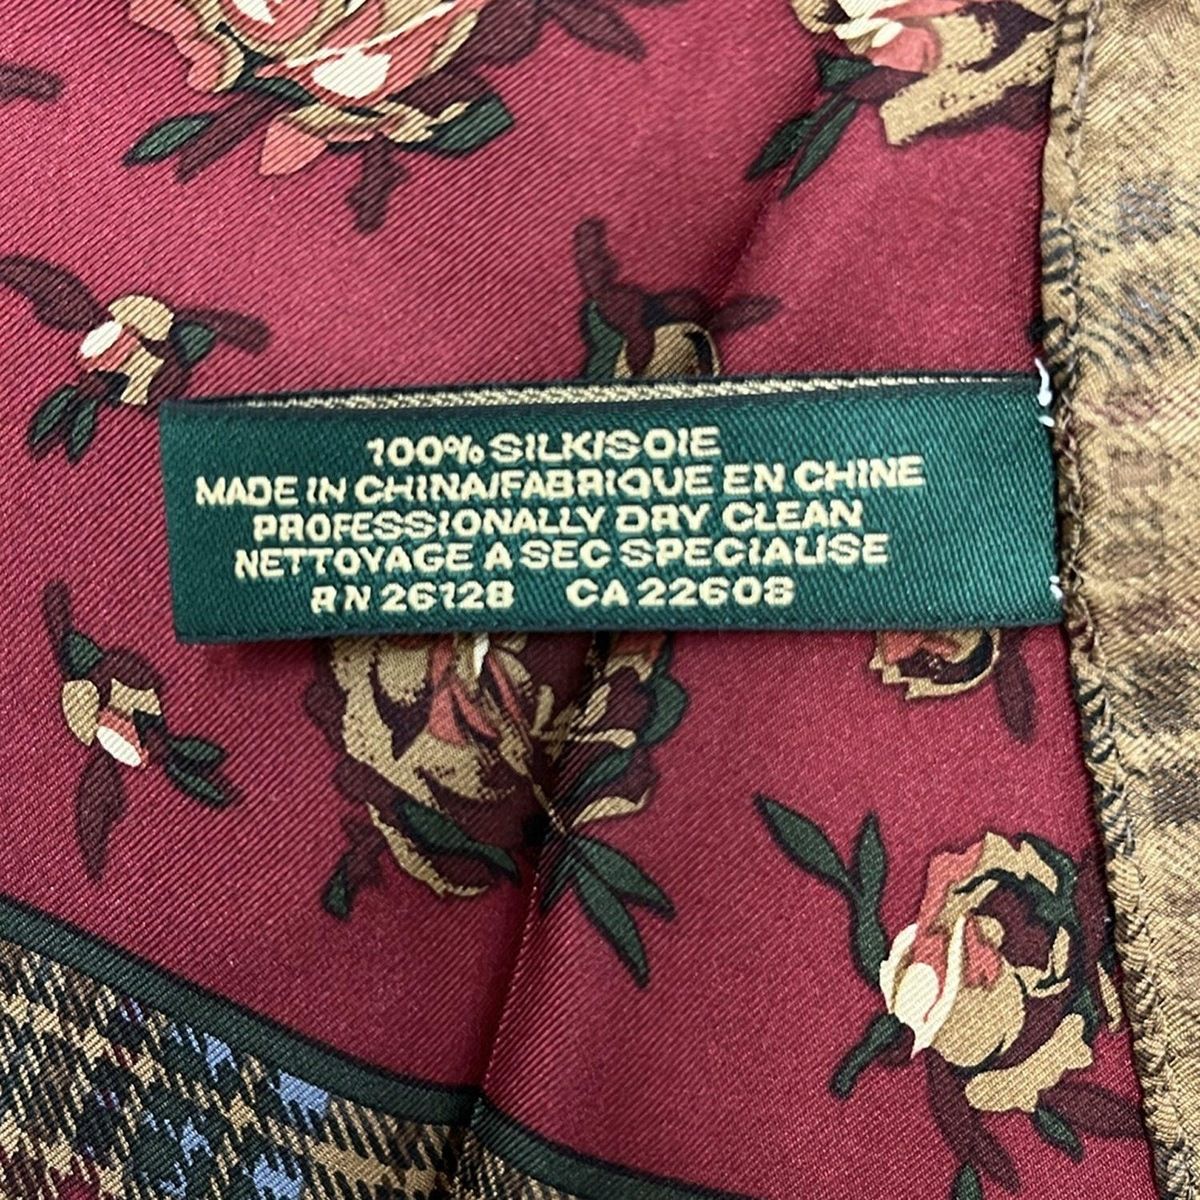 100% SILK/SOIE
MADE IN CHINA/FABRIQUE EN CHINE
PROFESSIONALLY DRY CLEAN
NETTOYAGE A SEC SPECIALISE
RN 26128 CA 22608